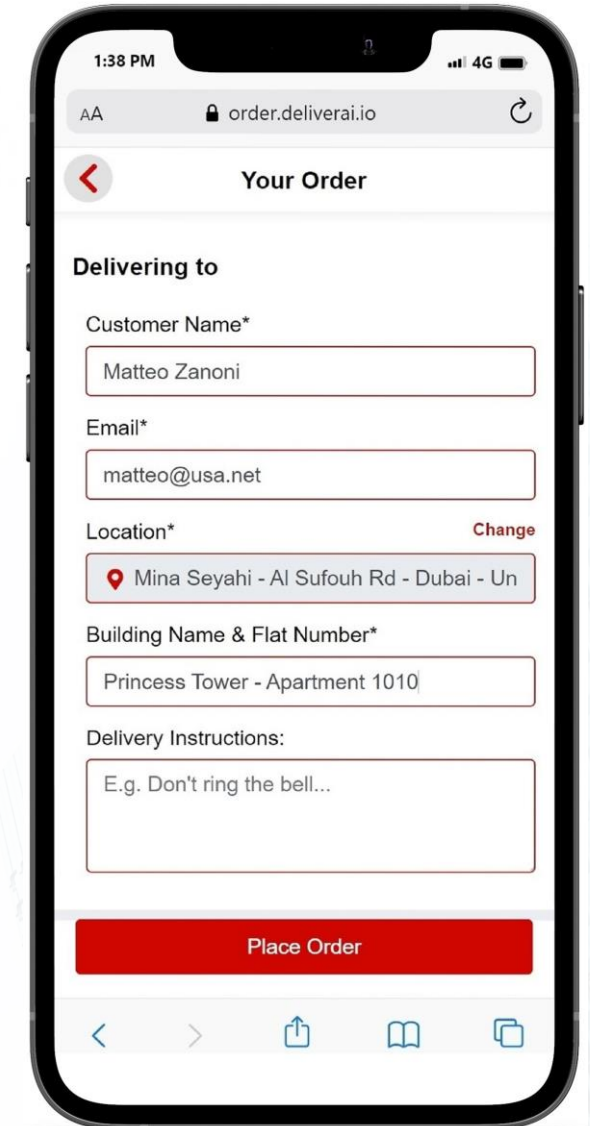 1:38 PM 4G
AA order.deliverai.io
Your Order
Delivering to
Customer Name*
Matteo Zanoni
Email*
matteo@usa.net
Location* Change
Mina Seyahi - Al Sufouh Rd - Dubai - Un
Building Name & Flat Number*
Princess Tower - Apartment 1010
Delivery Instructions:
E.g. Don't ring the bell...
Place Order